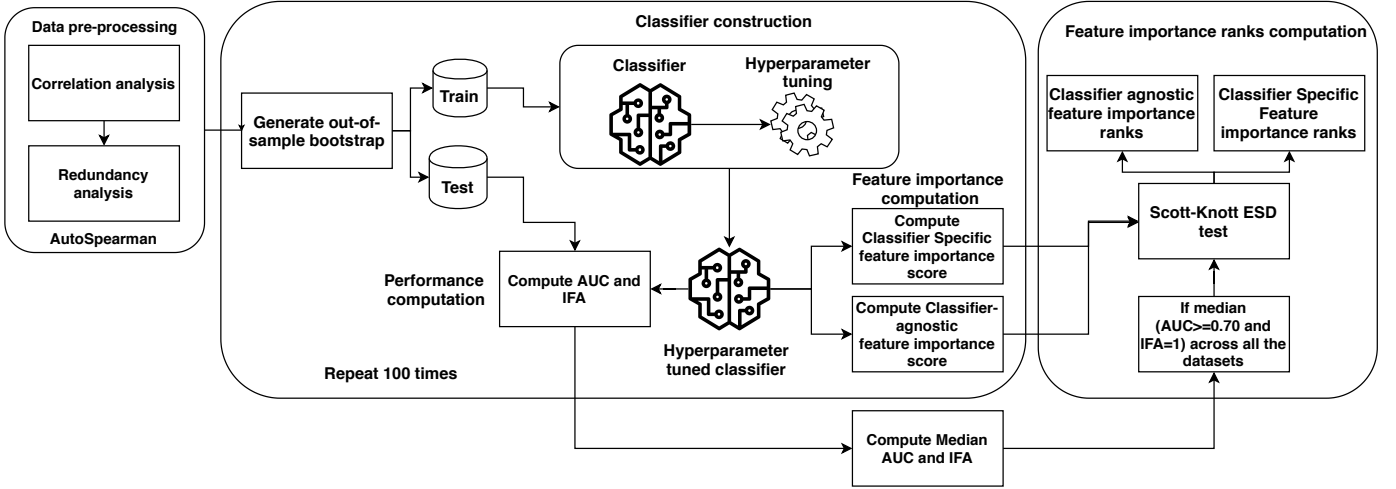 Data pre-processing
Correlation analysis
Redundancy
analysis
AutoSpearman
Classifier construction
Generate out-of-
sample bootstrap
Train
Test
Classifier
Hyperparameter
tuning
Performance
computation
Compute AUC and
IFA
Hyperparameter
tuned classifier
Repeat 100 times
Feature importance
computation
Compute
Classifier Specific
feature importance
score
Compute Classifier-
agnostic
feature importance
score
Compute Median
AUC and IFA
Feature importance ranks computation
Classifier agnostic
feature importance
ranks
Classifier Specific
Feature
importance ranks
Scott-Knott ESD
test
If median
(AUC>=0.70 and
IFA=1) across all the
datasets